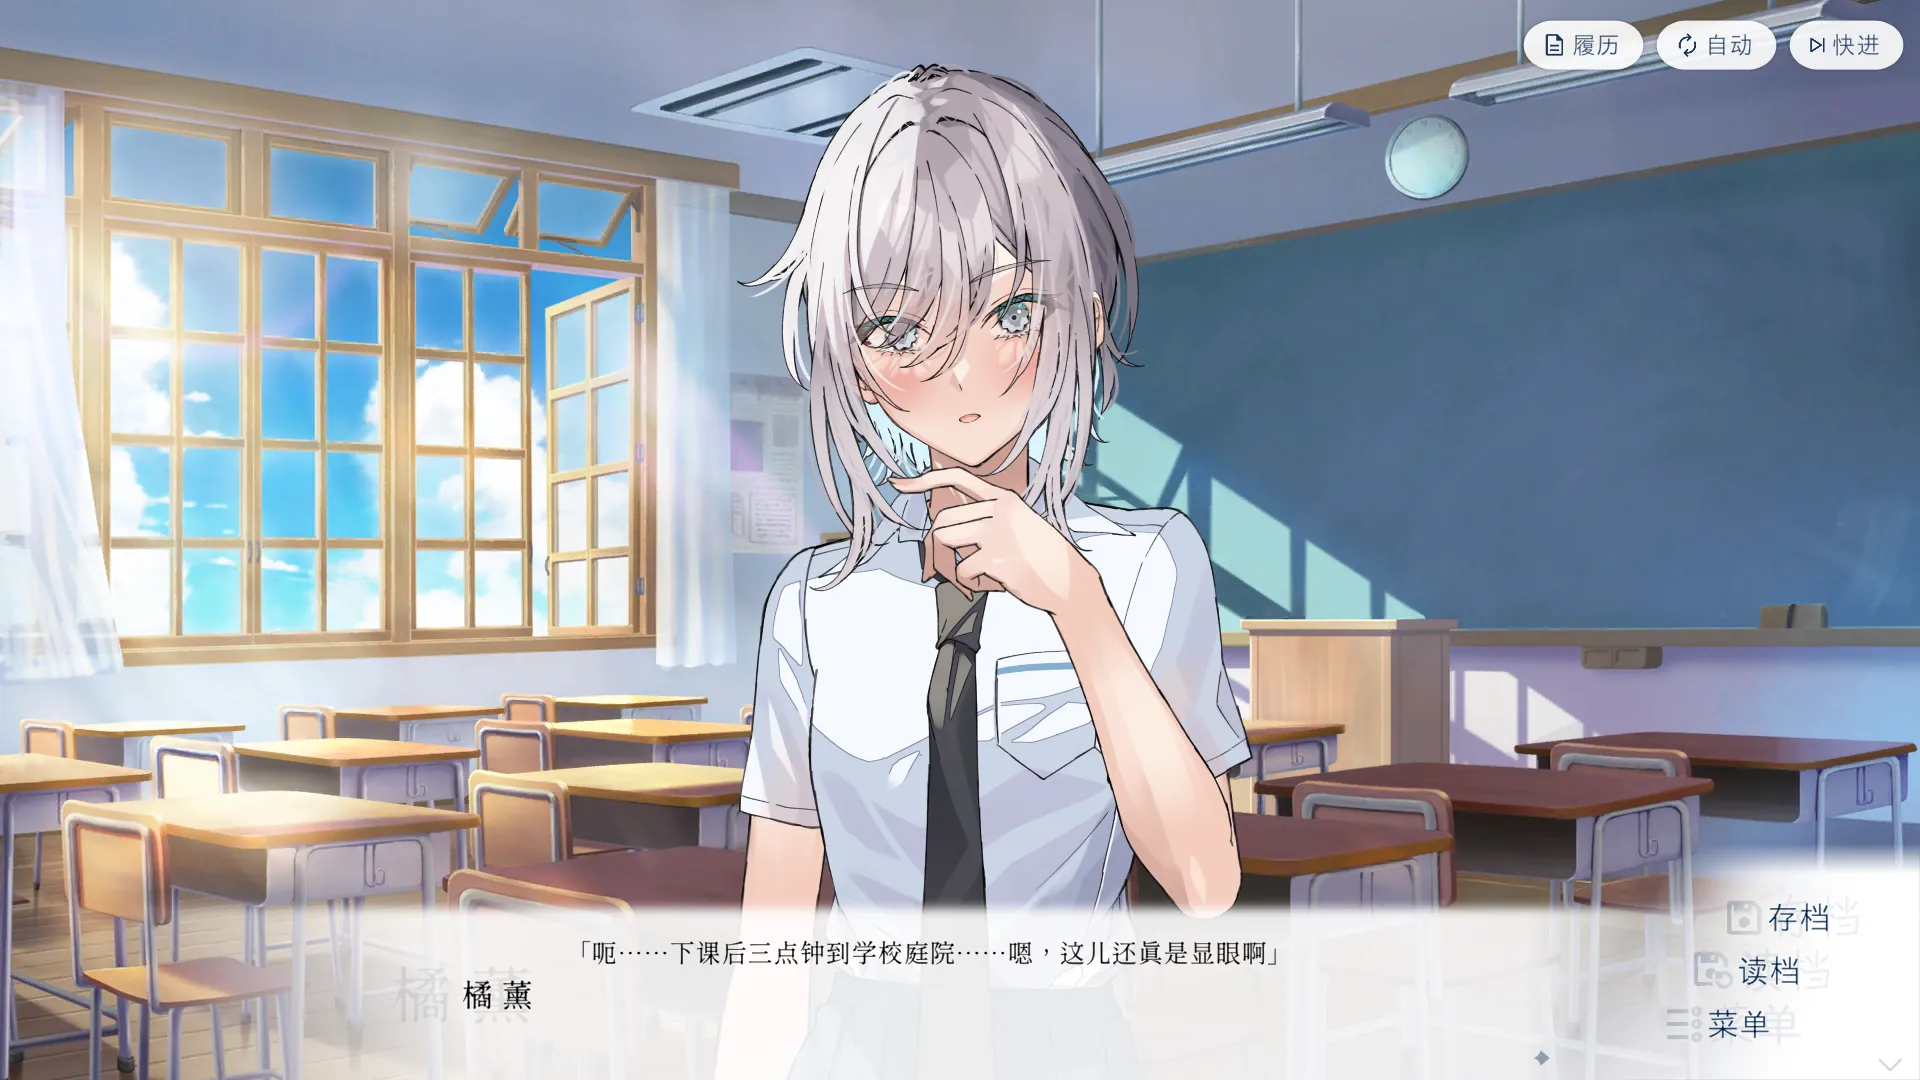 履历
自动
快进
「呃……下课后三点钟到学校庭院……嗯，这儿还眞是显眼啊」
橘 薰
存档
读档
菜单